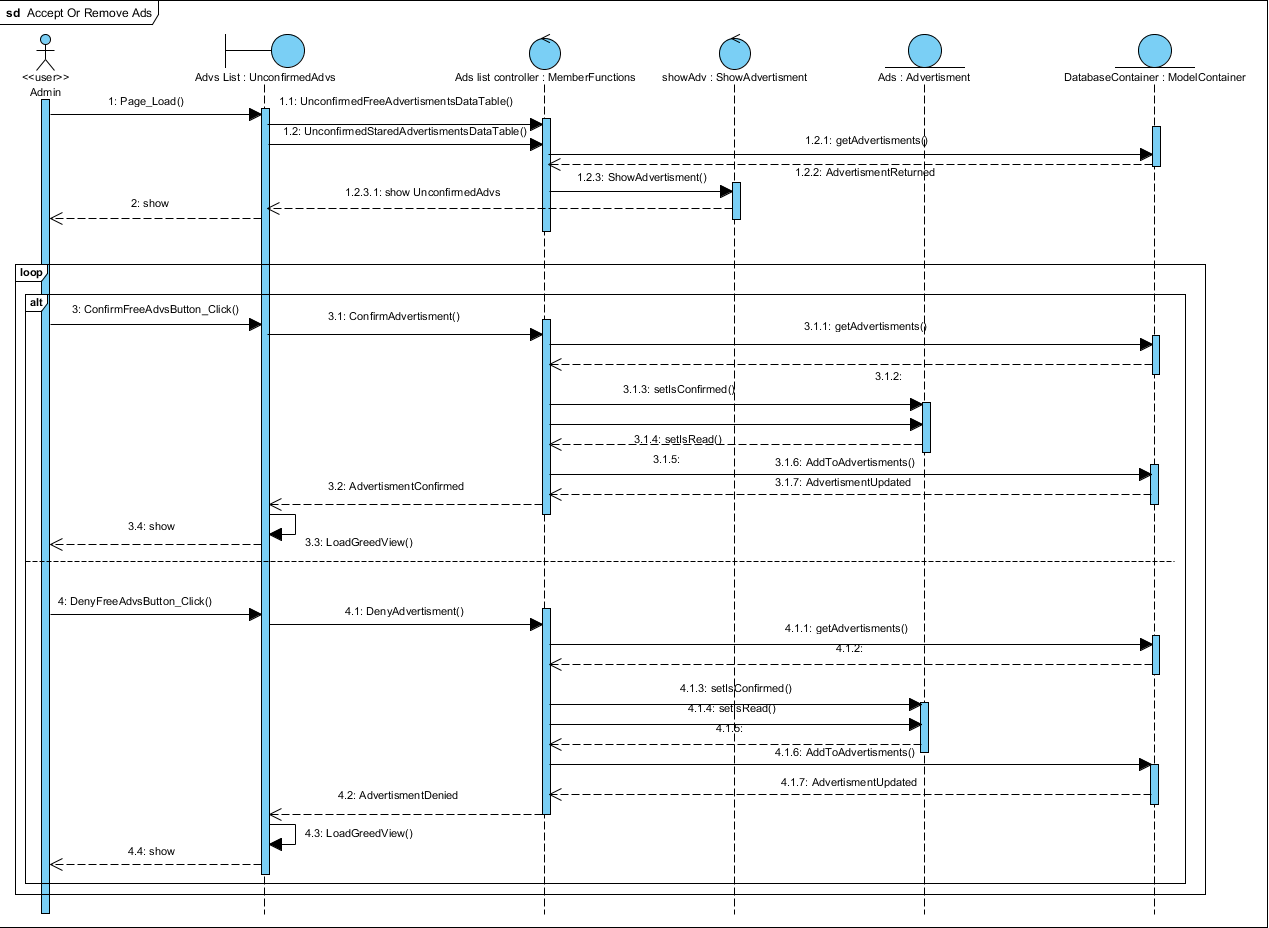 sd Accept Or Remove Ads
<<user>>
Admin
Advs List : UnconfirmedAdvs
Ads list controller : MemberFunctions
showAdv : ShowAdvertisment
Ads : Advertisment
DatabaseContainer : ModelContainer
1: Page_Load()
1.1: UnconfirmedFreeAdvertismentsDataTable()
1.2: UnconfirmedStaredAdvertismentsDataTable()
1.2.1: getAdvertisments()
1.2.2: AdvertismentReturned
1.2.3: ShowAdvertisment()
1.2.3.1: show UnconfirmedAdvs
2: show
loop
alt
3: ConfirmFreeAdvsButton_Click()
3.1: ConfirmAdvertisment()
3.1.1: getAdvertisments()
3.1.2:
3.1.3: setIsConfirmed()
3.1.4: setIsRead()
3.1.5:
3.1.6: AddToAdvertisments()
3.1.7: AdvertismentUpdated
3.2: AdvertismentConfirmed
3.4: show
3.3: LoadGreedView()
4: DenyFreeAdvsButton_Click()
4.1: DenyAdvertisment()
4.1.1: getAdvertisments()
4.1.2:
4.1.3: setIsConfirmed()
4.1.4: setIsRead()
4.1.5:
4.1.6: AddToAdvertisments()
4.1.7: AdvertismentUpdated
4.2: AdvertismentDenied
4.3: LoadGreedView()
4.4: show